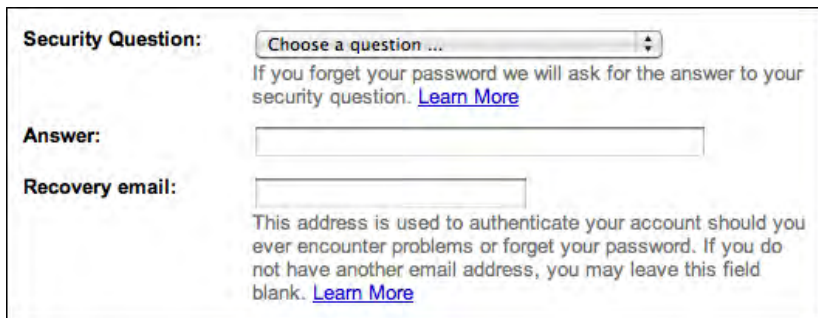 Security Question:
Choose a question ...
If you forget your password we will ask for the answer to your
security question. Learn More
Answer:
Recovery email:
This address is used to authenticate your account should you
ever encounter problems or forget your password. If you do
not have another email address, you may leave this field
blank. Learn More